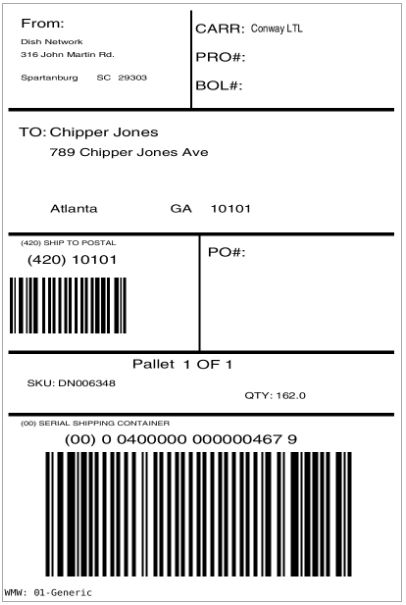 From:
Dish Network
316 John Martin Rd.
Spartanburg SC 29303
CARR: Conway LTL
PRO#:
BOL#:
TO: Chipper Jones
789 Chipper Jones Ave
Atlanta GA 10101
(420) SHIP TO POSTAL
(420) 10101
PO#:
Pallet 1 OF 1
SKU: DN006348
QTY: 162.0
(00) SERIAL SHIPPING CONTAINER
(00) 0 0400000 000000467 9
WMW: 01-Generic